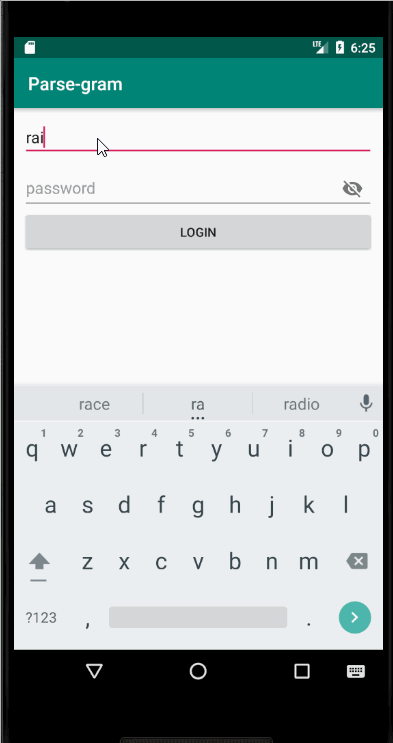 LTE 6:25
Parse-gram
rai
password
LOGIN
race ra radio
1 2 3 4 5 6 7 8 9 0
q w e r t y u i o p
a s d f g h j k l
z x c v b n m
?123 , .